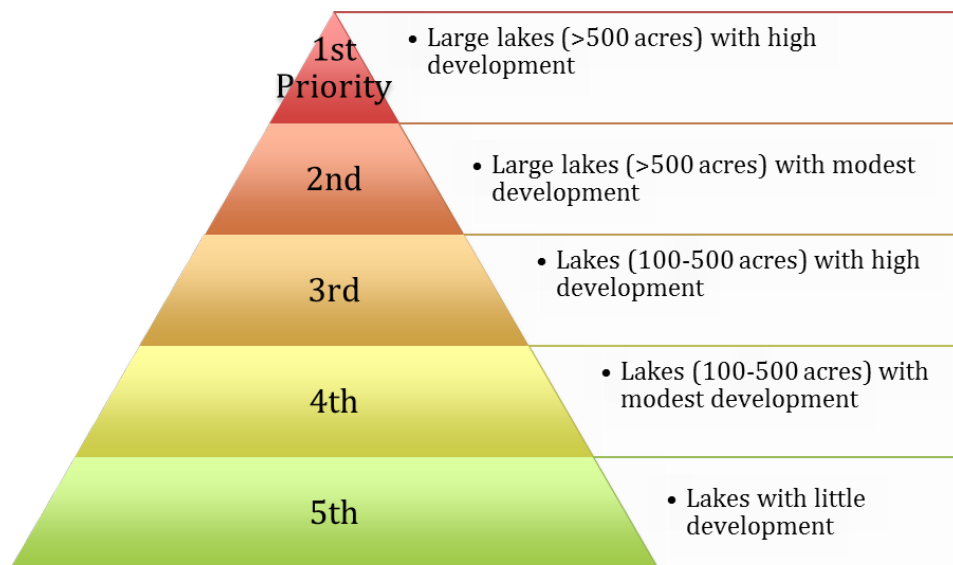 1st
Priority
• Large lakes (>500 acres) with high
development
2nd
• Large lakes (>500 acres) with modest
development
3rd
• Lakes (100-500 acres) with high
development
4th
• Lakes (100-500 acres) with
modest development
5th
• Lakes with little
development